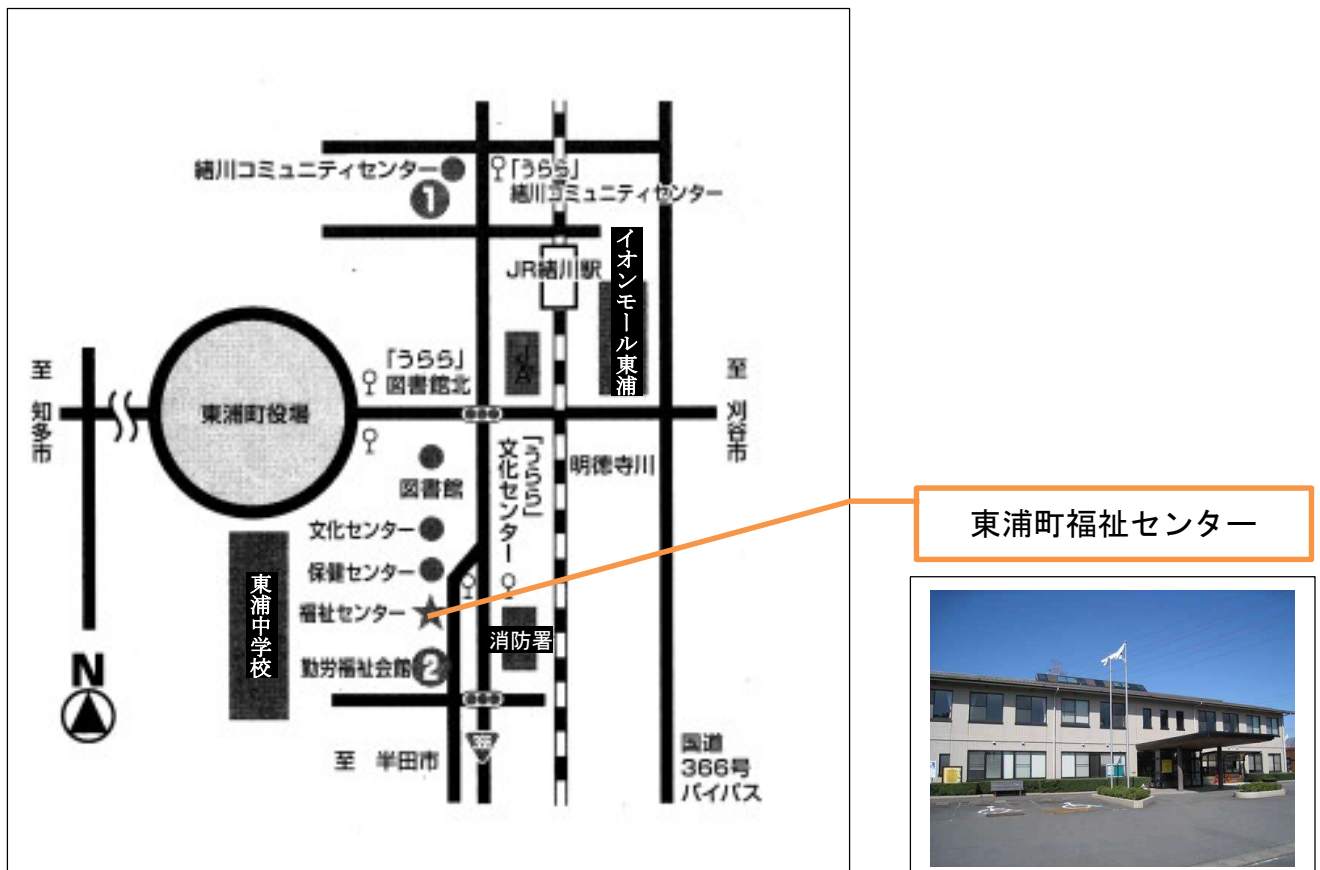 緒川コミュニティセンター
1
「うらら」
緒川コミュニティセンター
JR緒川駅
イオンモール東浦
JA
「うらら」
図書館北
至 知多市
東浦町役場
至 刈谷市
図書館
「うらら」
文化センター
明徳寺川
文化センター
保健センター
福祉センター
勤労福祉会館
2
東浦中学校
消防署
N
至 半田市
国道
366号
バイパス
東浦町福祉センター